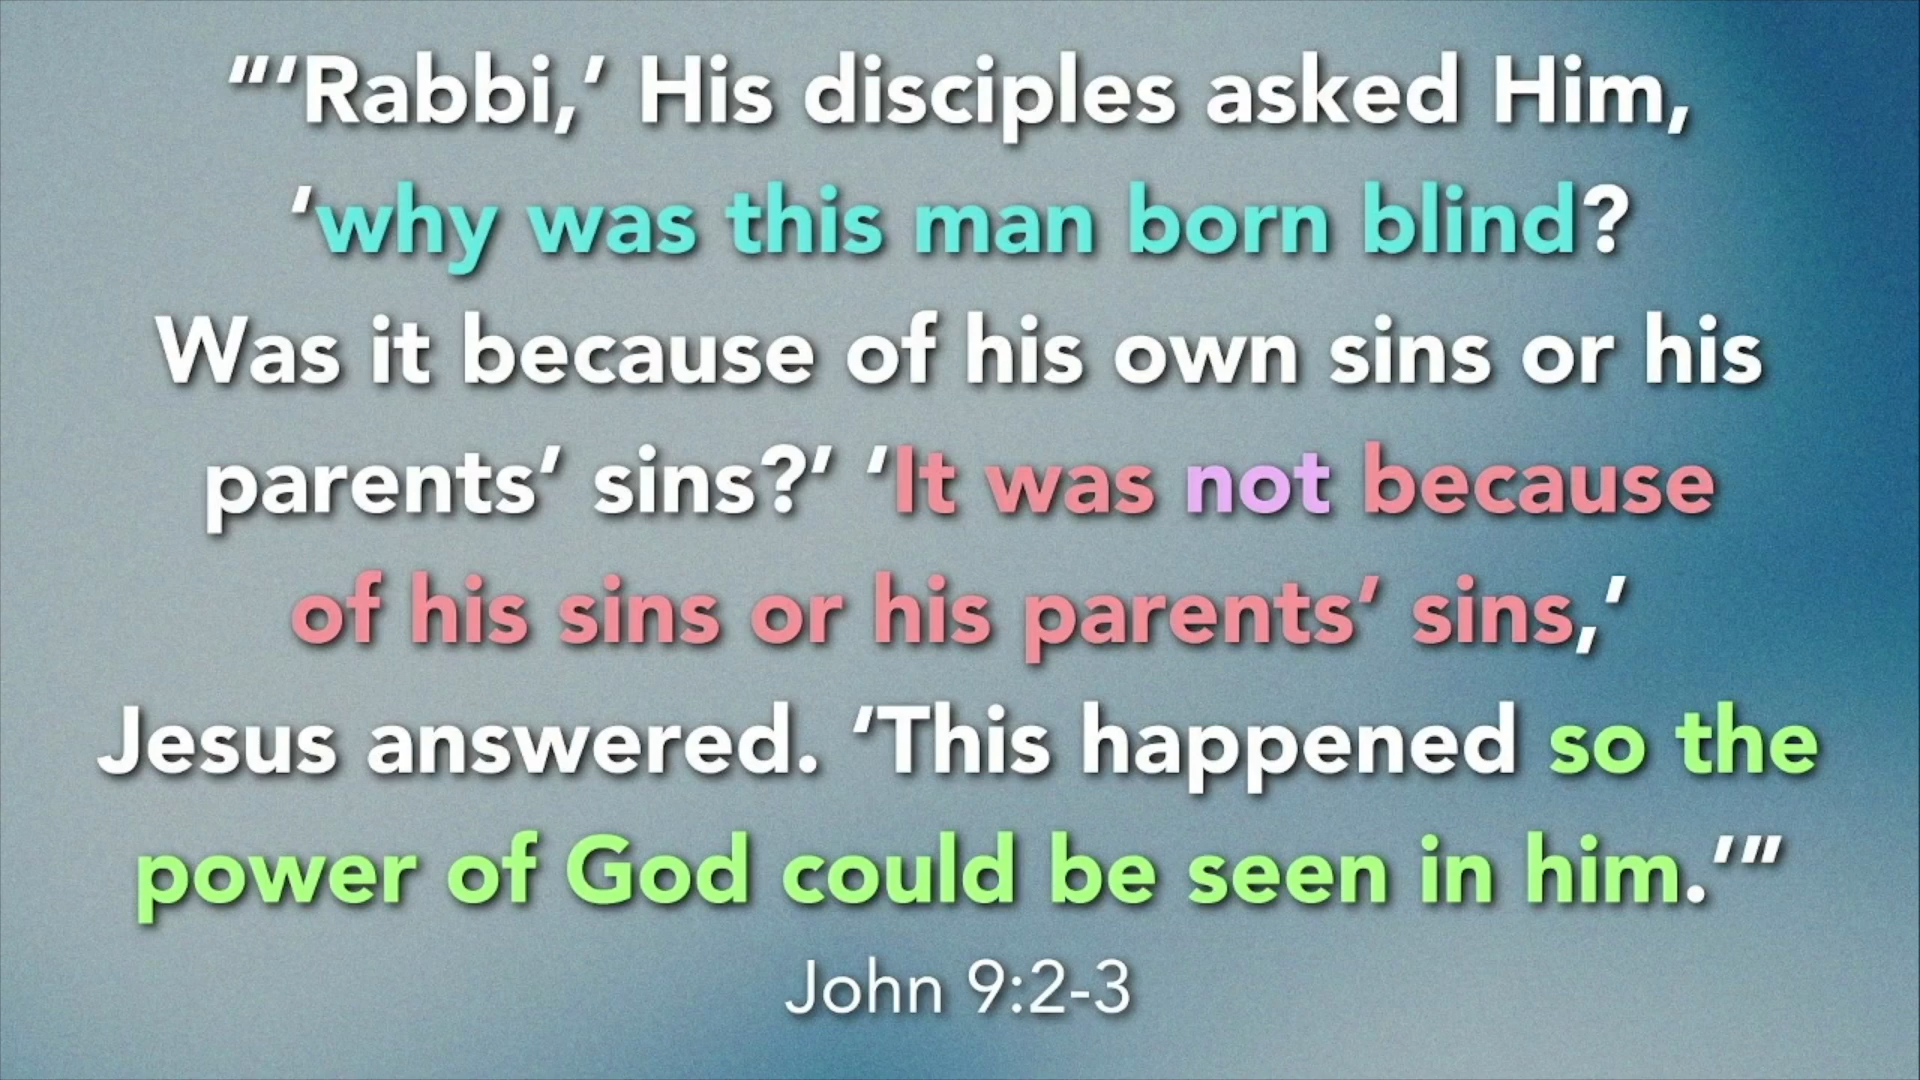 “‘Rabbi,’ His disciples asked Him,
‘why was this man born blind?
Was it because of his own sins or his
parents’ sins?’ ‘It was not because
of his sins or his parents’ sins,’
Jesus answered. ‘This happened so the
power of God could be seen in him.’”
John 9:2-3